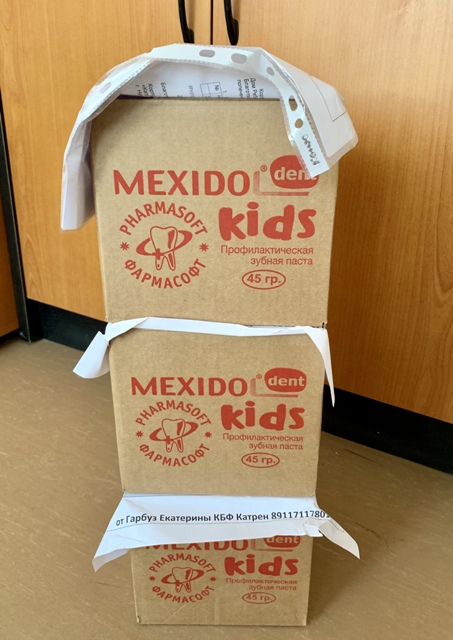 MEXIDOL® dent
kids
PHARMASOFT
ФАРМАСОФТ
Профилактическая
зубная паста
45 гр.
MEXIDOL dent
kids
PHARMASOFT
ФАРМАСОФТ
Профилактическая
зубная паста
45 гр.
от Гарбуз Екатерины КБФ Катрен 8911711780
MEXIDOL dent
kids
PHARMASOFT
ФАРМАСОФТ
Профилактическая
зубная паста
45 гр.